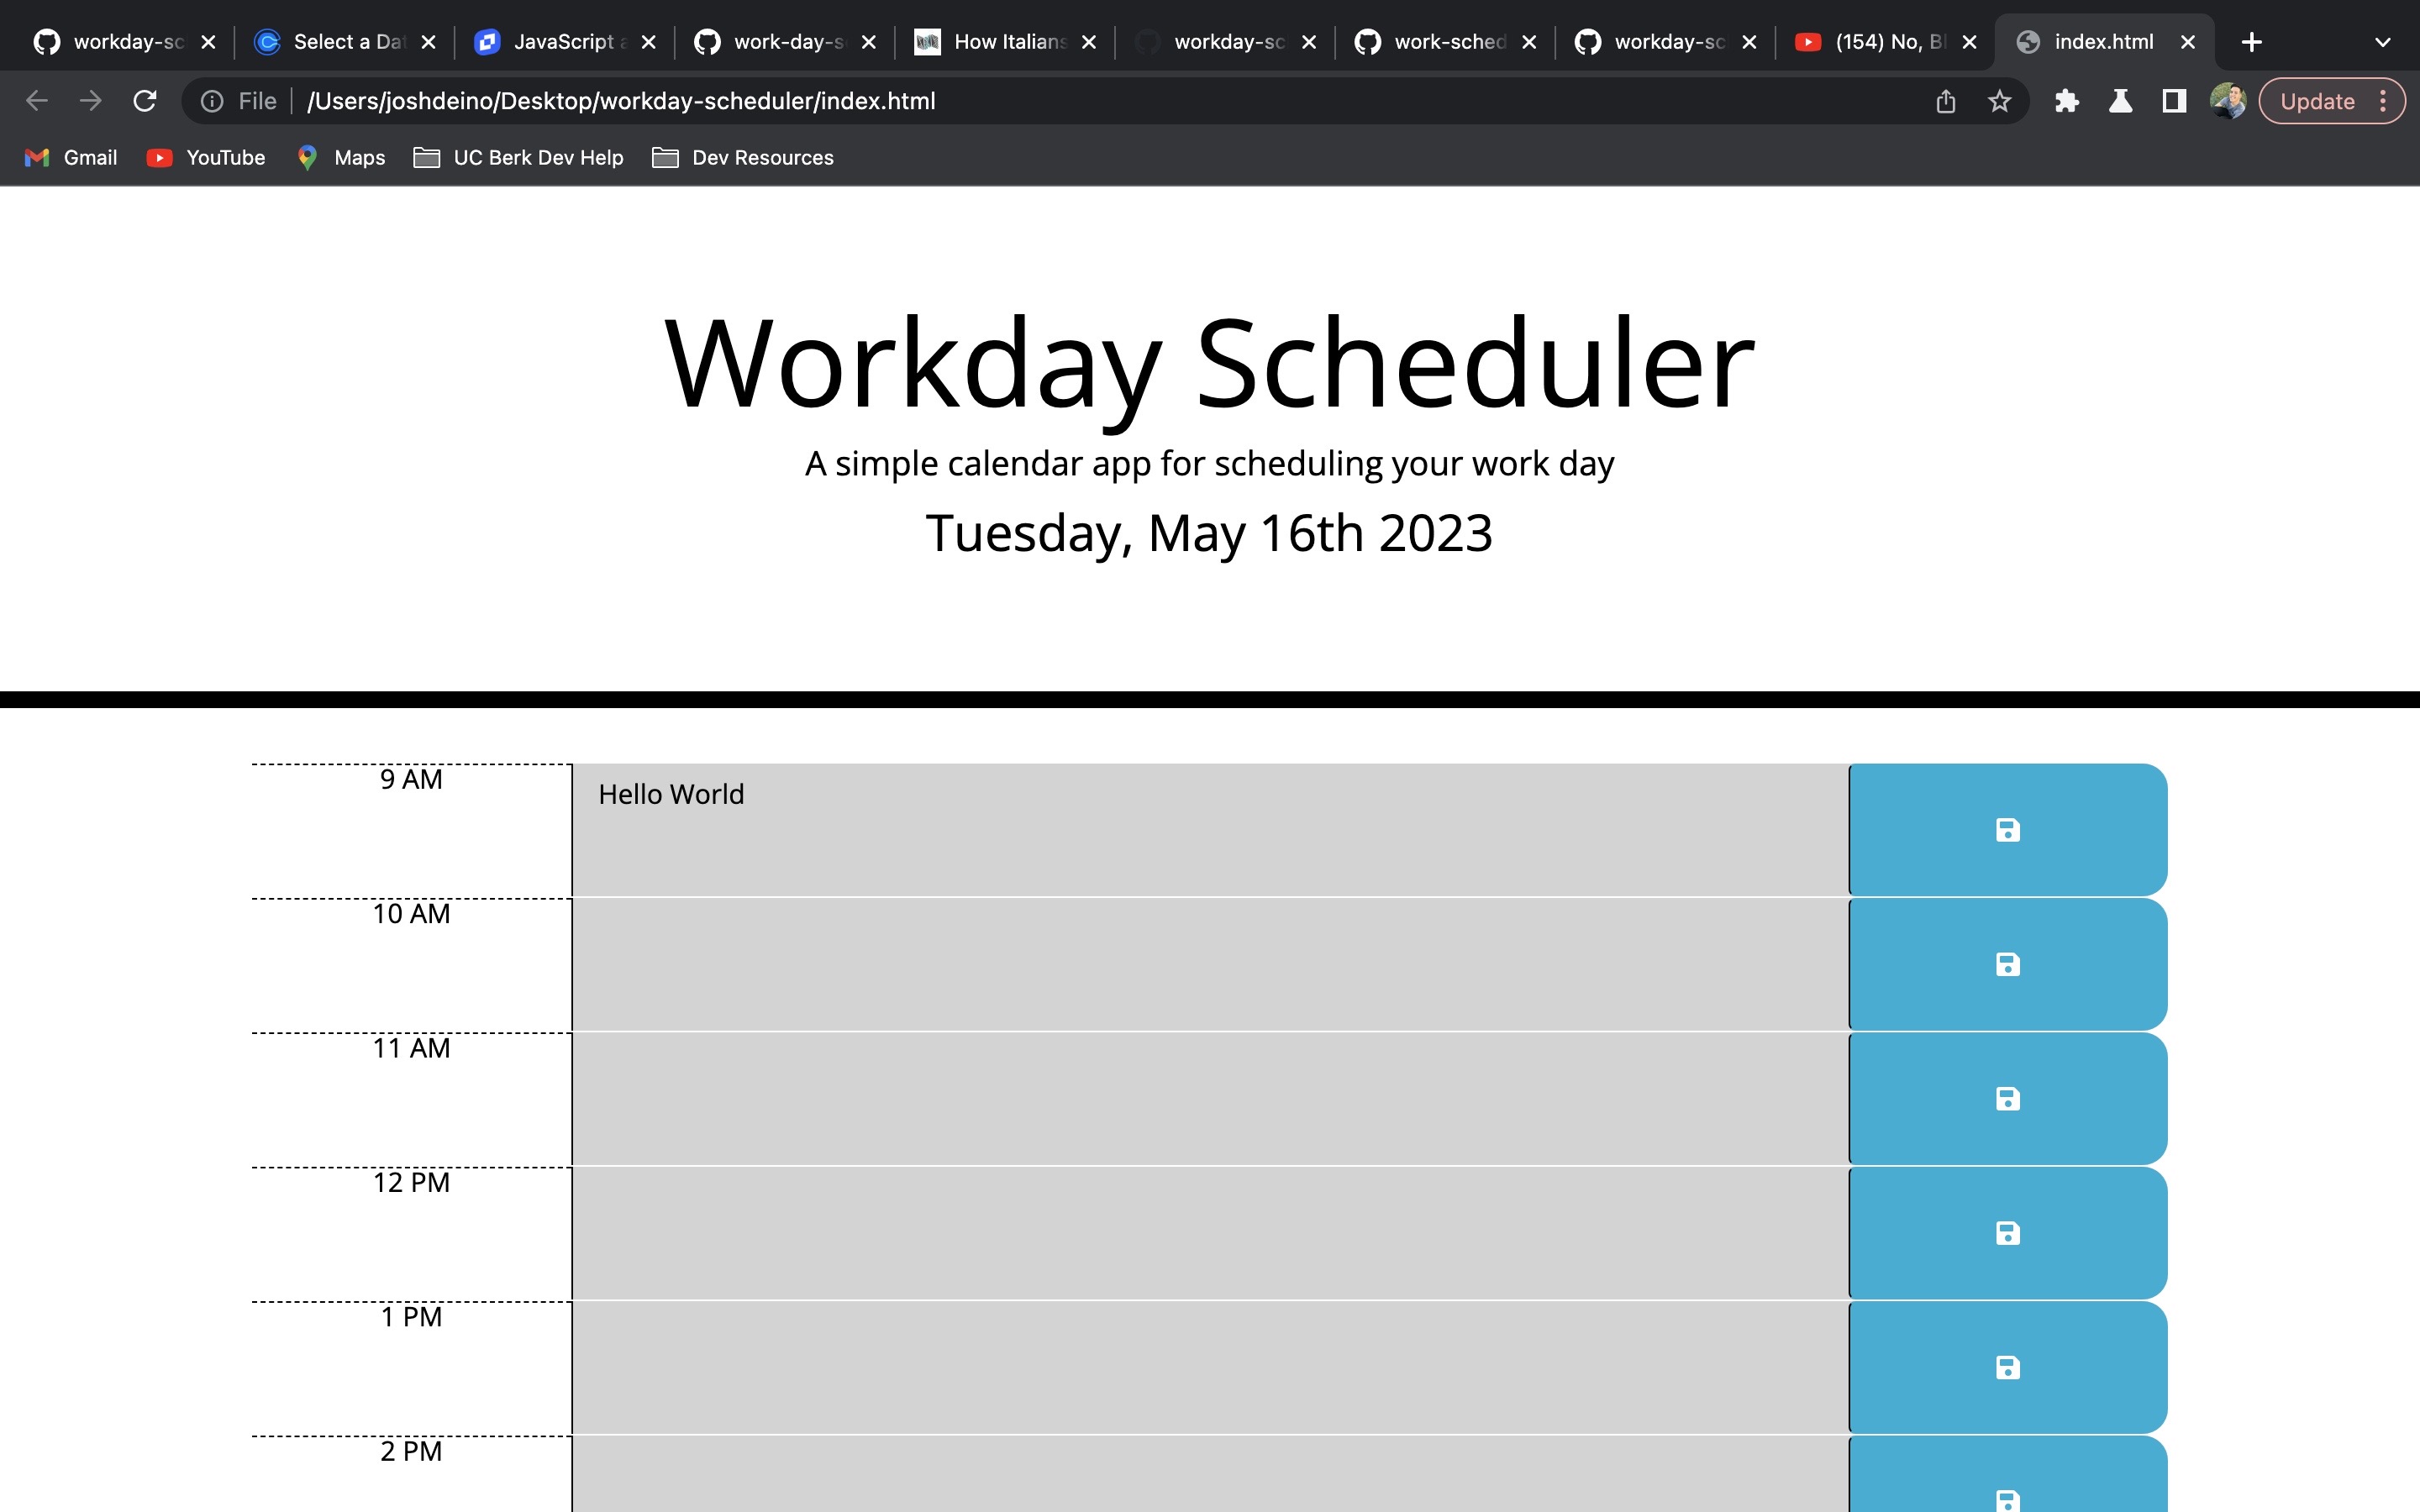 workday-sc
Select a Dat
JavaScript a
work-day-s
How Italians
workday-sc
work-sched
workday-sc
(154) No, Bl
index.html
File
/Users/joshdeino/Desktop/workday-scheduler/index.html
Update
Gmail
YouTube
Maps
UC Berk Dev Help
Dev Resources
Workday Scheduler
A simple calendar app for scheduling your work day
Tuesday, May 16th 2023
9 AM
Hello World
10 AM
11 AM
12 PM
1 PM
2 PM